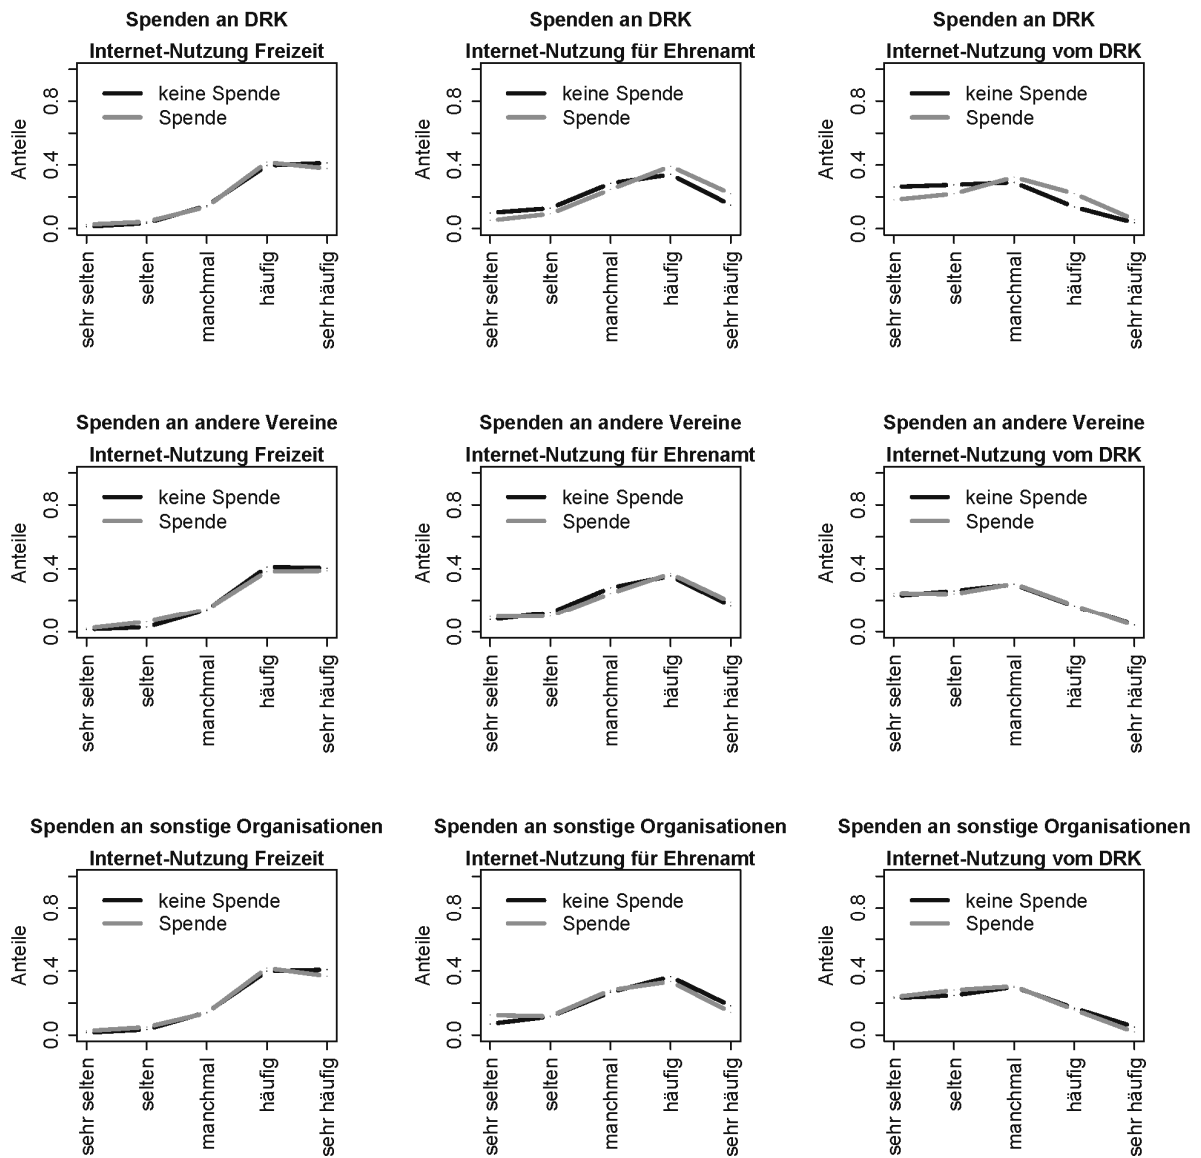 Spenden an DRK
Internet-Nutzung Freizeit
keine Spende
Spende
Anteile
0.0
0.4
0.8
sehr selten
selten
manchmal
häufig
sehr häufig
Spenden an DRK
Internet-Nutzung für Ehrenamt
keine Spende
Spende
Anteile
0.0
0.4
0.8
sehr selten
selten
manchmal
häufig
sehr häufig
Spenden an DRK
Internet-Nutzung vom DRK
keine Spende
Spende
Anteile
0.0
0.4
0.8
sehr selten
selten
manchmal
häufig
sehr häufig
Spenden an andere Vereine
Internet-Nutzung Freizeit
keine Spende
Spende
Anteile
0.0
0.4
0.8
sehr selten
selten
manchmal
häufig
sehr häufig
Spenden an andere Vereine
Internet-Nutzung für Ehrenamt
keine Spende
Spende
Anteile
0.0
0.4
0.8
sehr selten
selten
manchmal
häufig
sehr häufig
Spenden an andere Vereine
Internet-Nutzung vom DRK
keine Spende
Spende
Anteile
0.0
0.4
0.8
sehr selten
selten
manchmal
häufig
sehr häufig
Spenden an sonstige Organisationen
Internet-Nutzung Freizeit
keine Spende
Spende
Anteile
0.0
0.4
0.8
sehr selten
selten
manchmal
häufig
sehr häufig
Spenden an sonstige Organisationen
Internet-Nutzung für Ehrenamt
keine Spende
Spende
Anteile
0.0
0.4
0.8
sehr selten
selten
manchmal
häufig
sehr häufig
Spenden an sonstige Organisationen
Internet-Nutzung vom DRK
keine Spende
Spende
Anteile
0.0
0.4
0.8
sehr selten
selten
manchmal
häufig
sehr häufig